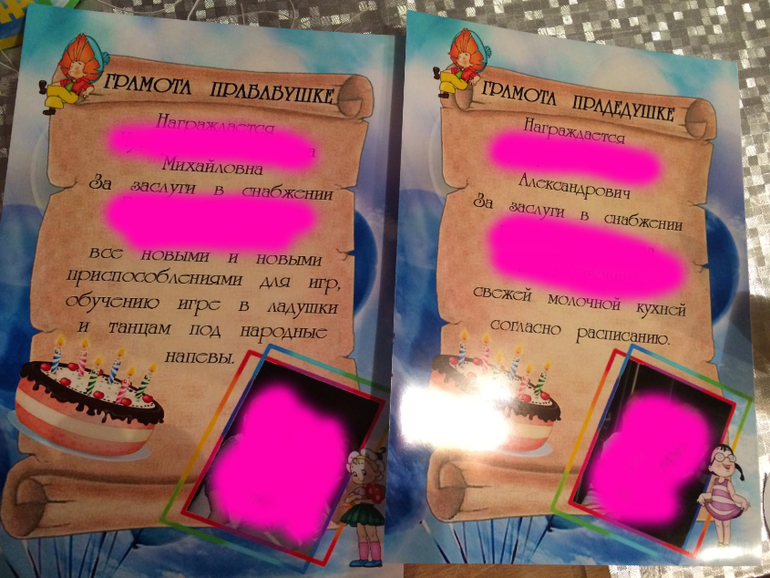 ГРАМОТА ПРАБАБУШКЕ
Награждается
Михайловна
За заслуги в снабжении
все новыми и новыми
приспособлениями для игр,
обучению игре в ладушки
и танцам под народные
напевы.
ГРАМОТА ПРАДЕДУШКЕ
Награждается
Александрович
За заслуги в снабжении
свежей молочной кухней
согласно расписанию.